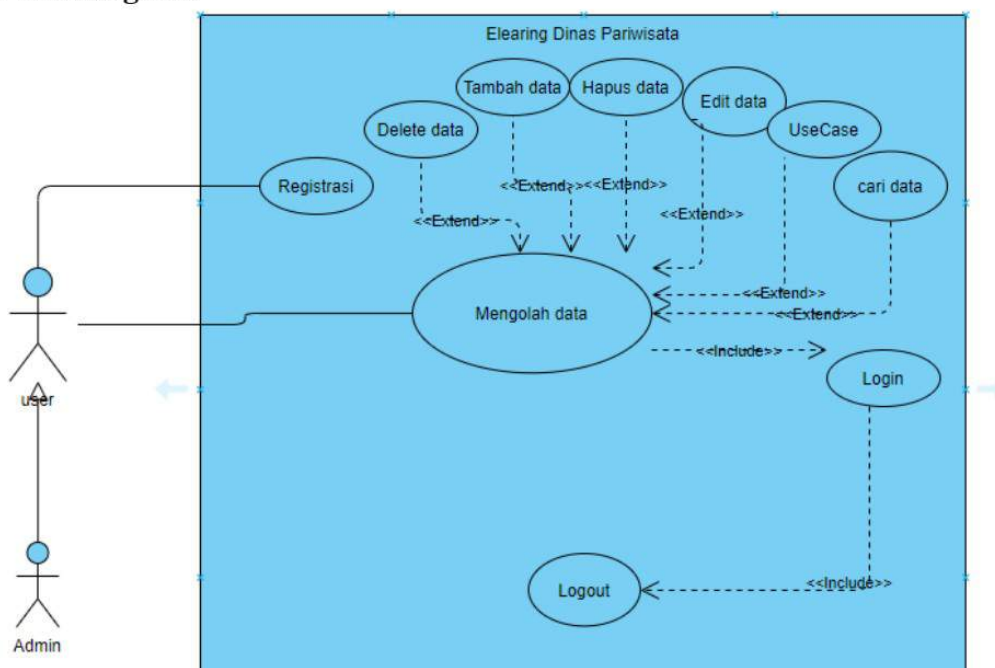 Elearing Dinas Pariwisata
Tambah data
Hapus data
Edit data
Delete data
UseCase
Registrasi
cari data
<<Extend>>
<<Extend>>
<<Extend>>
<<Extend>>
<<Extend>>
<<Extend>>
Mengolah data
<<Include>>
Login
user
<<Include>>
Logout
Admin